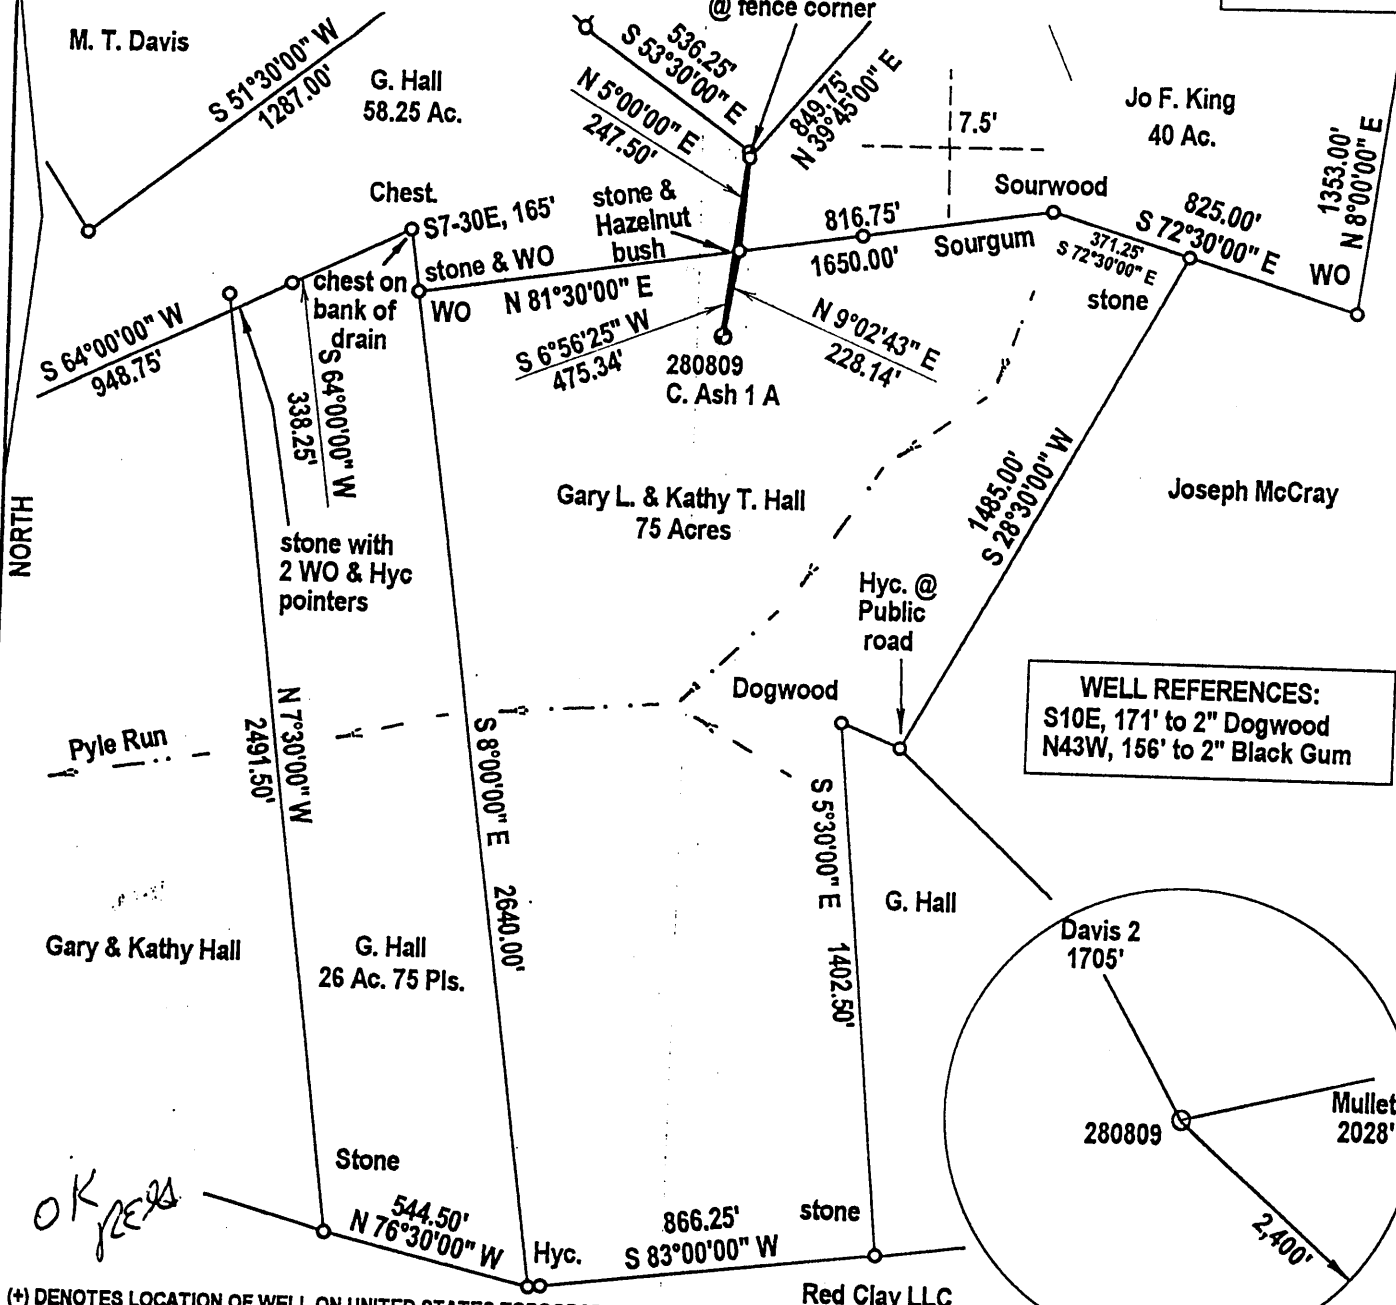 @ fence corner
M. T. Davis
S 51°30'00" W
1287.00'
G. Hall
58.25 Ac.
536.25'
S 53°30'00" E
N 5°00'00" E
247.50'
849.75'
N 39°45'00" E
7.5'
Jo F. King
40 Ac.
1353.00'
N 8°00'00" E
Chest.
S7-30E, 165'
stone &
Hazelnut
bush
816.75'
1650.00'
Sourwood
Sourgum
825.00'
S 72°30'00" E
371.25'
S 72°30'00" E
stone
WO
stone & WO
WO
N 81°30'00" E
chest on
bank of
drain
S 64°00'00" W
948.75'
S 64°00'00" W
338.25'
S 6°56'25" W
475.34'
N 9°02'43" E
228.14'
280809
C. Ash 1 A
NORTH
Gary L. & Kathy T. Hall
75 Acres
1485.00'
S 28°30'00" W
Joseph McCray
stone with
2 WO & Hyc
pointers
Hyc. @
Public
road
Dogwood
WELL REFERENCES:
S10E, 171' to 2" Dogwood
N43W, 156' to 2" Black Gum
Pyle Run
N 7°30'00" W
2491.50'
S 8°00'00" E 2640.00'
S 5°30'00" E 1402.50'
G. Hall
Gary & Kathy Hall
G. Hall
26 Ac. 75 Pls.
Davis 2
1705'
280809
Mullet
2028'
2,400'
OK
Stone
544.50'
N 76°30'00" W
Hyc.
866.25'
S 83°00'00" W
stone
Red Clay LLC
(+) DENOTES LOCATION OF WELL ON UNITED STATES